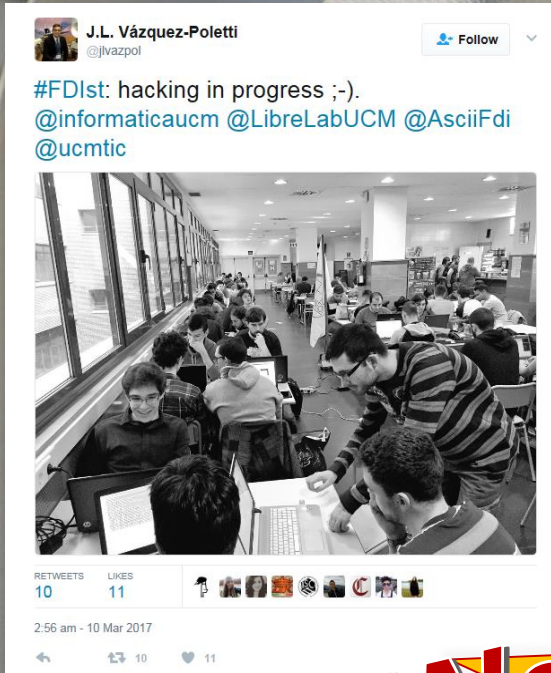 J.L. Vázquez-Poletti
@jlvazpol
Follow
#FDIst: hacking in progress ;-).
@informaticaucm @LibreLabUCM @AsciiFdi
@ucmtic
RETWEETS
10
LIKES
11
2:56 am - 10 Mar 2017
10
11